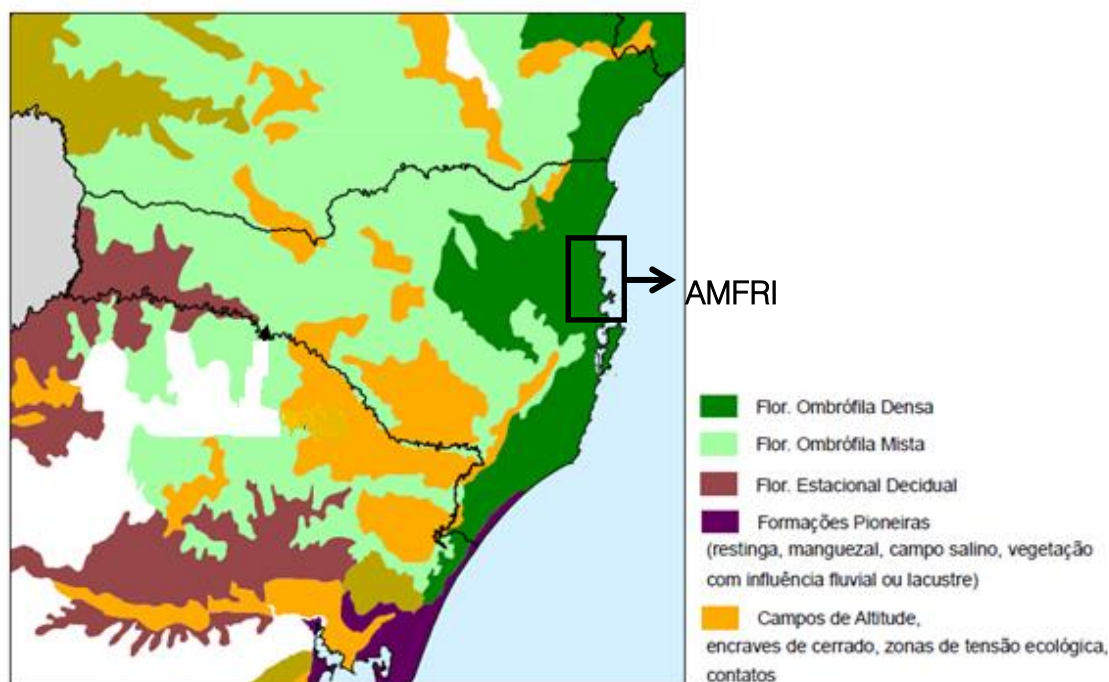 AMFRI
Flor. Ombrófila Densa
Flor. Ombrófila Mista
Flor. Estacional Decidual
Formações Pioneiras
(restinga, manguezal, campo salino, vegetação
com influência fluvial ou lacustre)
Campos de Altitude,
encraves de cerrado, zonas de tensão ecológica,
contatos